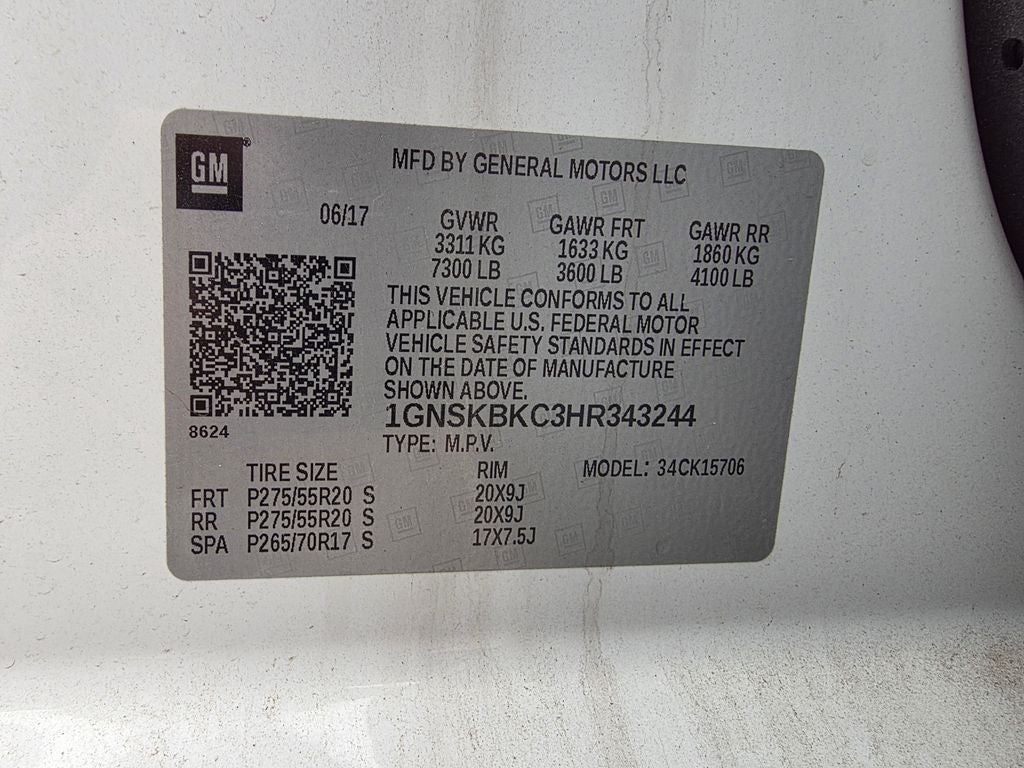 GM®
MFD BY GENERAL MOTORS LLC
06/17 GVWR GAWR FRT GAWR RR
3311 KG 1633 KG 1860 KG
7300 LB 3600 LB 4100 LB
THIS VEHICLE CONFORMS TO ALL
APPLICABLE U.S. FEDERAL MOTOR
VEHICLE SAFETY STANDARDS IN EFFECT
ON THE DATE OF MANUFACTURE
SHOWN ABOVE.
1GNSKBKC3HR343244
8624
TYPE: M.P.V.
TIRE SIZE RIM MODEL: 34CK15706
FRT P275/55R20 S 20X9J
RR P275/55R20 S 20X9J
SPA P265/70R17 S 17X7.5J